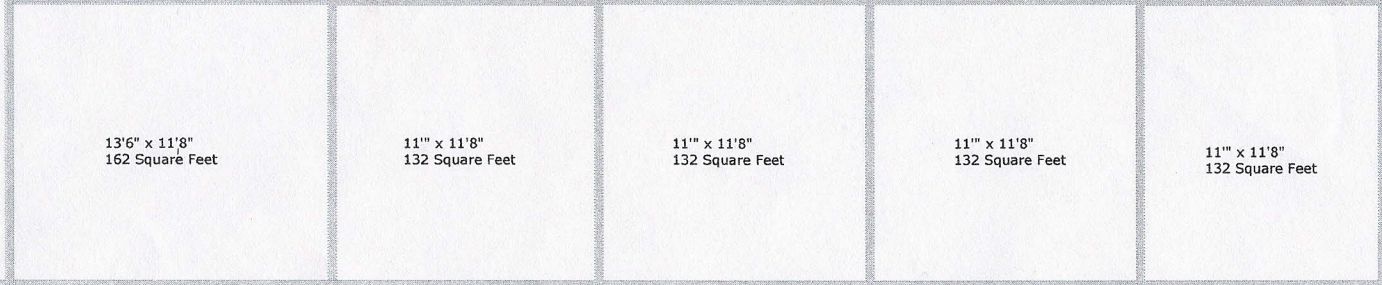 13'6" x 11'8"
162 Square Feet
11'" x 11'8"
132 Square Feet
11'" x 11'8"
132 Square Feet
11'" x 11'8"
132 Square Feet
11'" x 11'8"
132 Square Feet